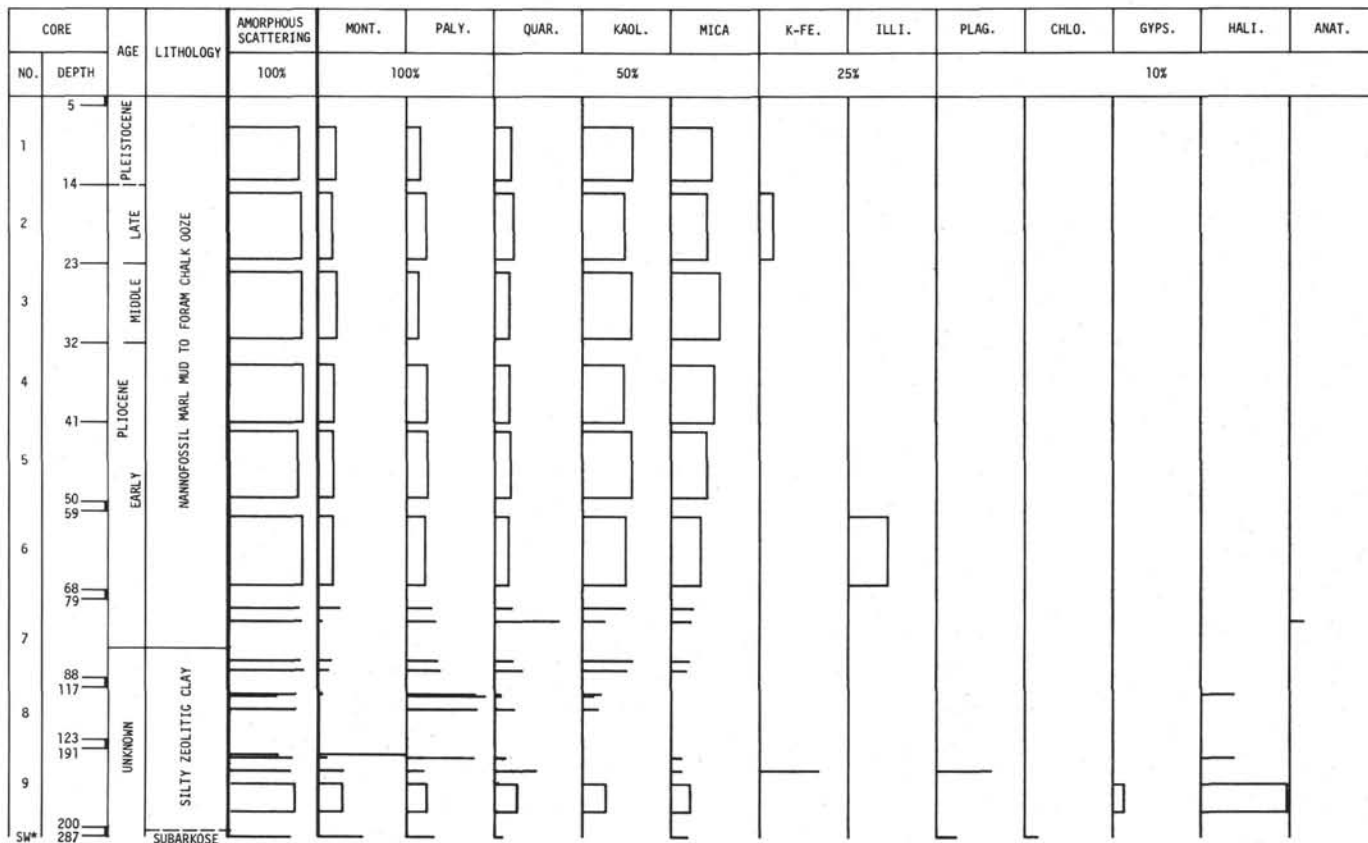 CORE
AGE
LITHOLOGY
AMORPHOUS SCATTERING
MONT.
PALY.
QUAR.
KAOL.
MICA
K-FE.
ILLI.
PLAG.
CHLO.
GYPS.
HALI.
ANAT.
NO.
DEPTH
100%
100%
50%
25%
10%
5
1
14
2
23
3
32
4
41
5
50
59
6
68
79
7
88
117
8
123
191
9
200
SW*
287
PLEISTOCENE
LATE
MIDDLE
PLIOCENE
EARLY
UNKNOWN
NANNOFOSSIL MARL MUD TO FORAM CHALK OOZE
SILTY ZEOLITIC CLAY
SUBARKOSE